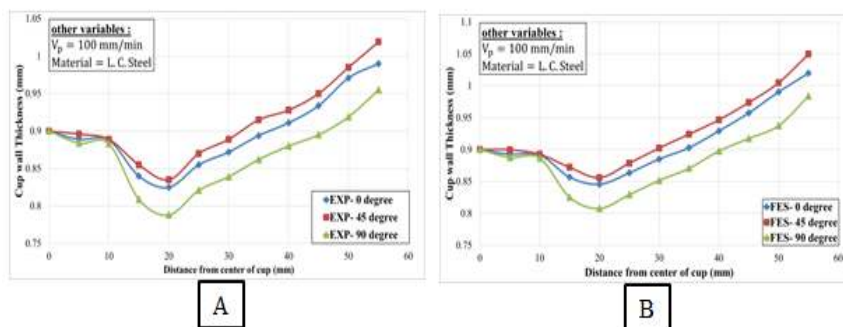 1.05
1
0.95
0.9
0.85
0.8
0.75
Cup wall Thickness (mm)
other variables :
Vₚ = 100 mm/min
Material = L. C. Steel
EXP- 0 degree
EXP- 45 degree
EXP- 90 degree
0 10 20 30 40 50 60
Distance from center of cup (mm)
A
1.1
1.05
1
0.95
0.9
0.85
0.8
0.75
Cup wall Thickness (mm)
other variables :
Vₚ = 100 mm/min
Material = L. C. Steel
FES- 0 degree
FES- 45 degree
FES- 90 degree
0 10 20 30 40 50 60
Distance from center of cup (mm)
B